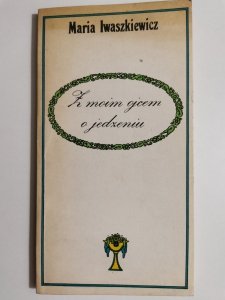 Maria Iwaszkiewicz
Z moim ojcem
o jedzeniu